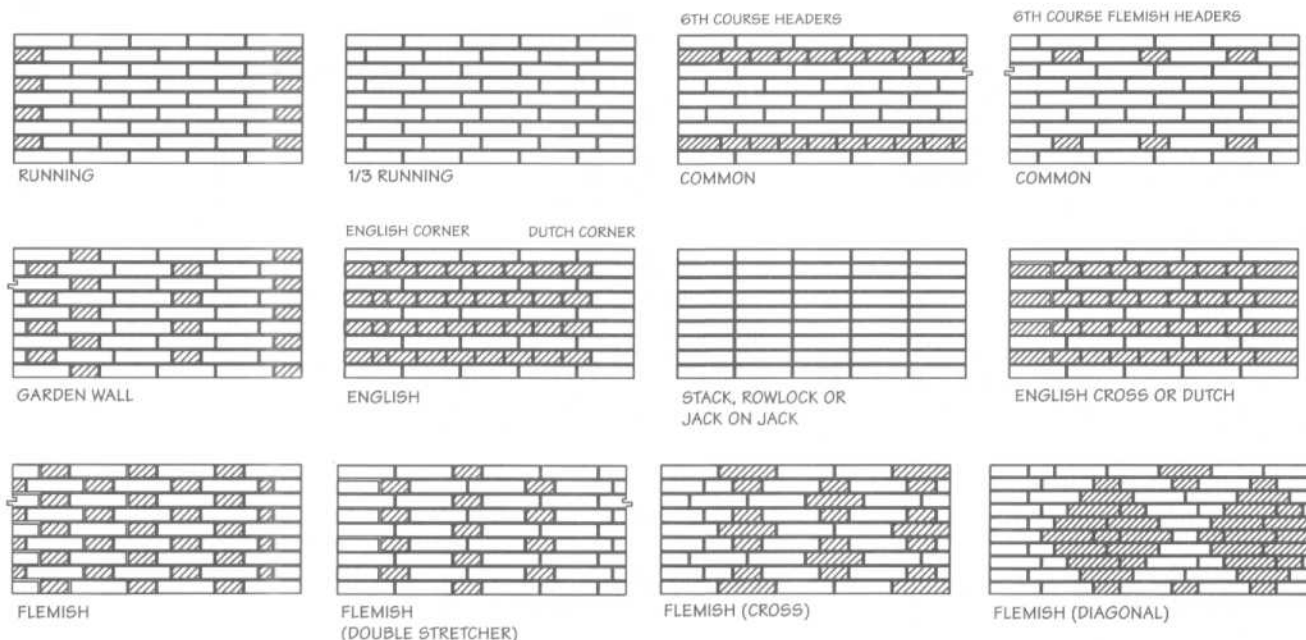 6TH COURSE HEADERS
6TH COURSE FLEMISH HEADERS
RUNNING
1/3 RUNNING
COMMON
COMMON
ENGLISH CORNER
DUTCH CORNER
GARDEN WALL
ENGLISH
STACK, ROWLOCK OR
JACK ON JACK
ENGLISH CROSS OR DUTCH
FLEMISH
FLEMISH
(DOUBLE STRETCHER)
FLEMISH (CROSS)
FLEMISH (DIAGONAL)